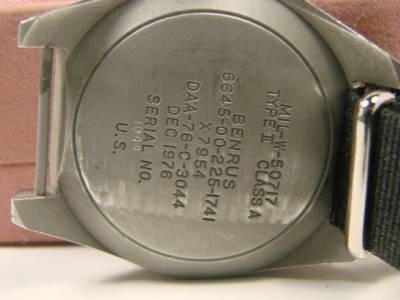 MIL-W-50717
TYPE II CLASS A
BENRUS
6645-00-225-1741
X7954
DAA-76-C-3044
DEC 1976
SERIAL NO.
U.S.